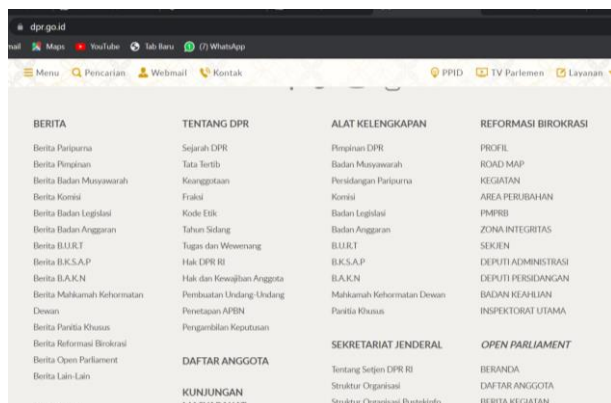 dpr.go.id
Maps YouTube Tab Baru (7) WhatsApp
Menu Pencarian Webmail Kontak PPID TV Parlemen Layanan
BERITA
Berita Paripurna
Berita Pimpinan
Berita Badan Musyawarah
Berita Komisi
Berita Badan Legislasi
Berita Badan Anggaran
Berita B.U.R.T
Berita B.K.S.A.P
Berita B.A.K.N
Berita Mahkamah Kehormatan
Dewan
Berita Panitia Khusus
Berita Reformasi Birokrasi
Berita Open Parliament
Berita Lain-Lain
TENTANG DPR
Sejarah DPR
Tata Tertib
Keanggotaan
Fraksi
Kode Etik
Tahun Sidang
Tugas dan Wewenang
Hak DPR RI
Hak dan Kewajiban Anggota
Pembuatan Undang-Undang
Penetapan APBN
Pengambilan Keputusan
DAFTAR ANGGOTA
KUNJUNGAN
ALAT KELENGKAPAN
Pimpinan DPR
Badan Musyawarah
Persidangan Paripurna
Komisi
Badan Legislasi
Badan Anggaran
B.U.R.T
B.K.S.A.P
B.A.K.N
Mahkamah Kehormatan Dewan
Panitia Khusus
SEKRETARIAT JENDERAL
Tentang Setjen DPR RI
Struktur Organisasi
Struktur Organisasi Pustekinfo
REFORMASI BIROKRASI
PROFIL
ROAD MAP
KEGIATAN
AREA PERUBAHAN
PMPRB
ZONA INTEGRITAS
SEKJEN
DEPUTI ADMINISTRASI
DEPUTI PERSIDANGAN
BADAN KEAHLIAN
INSPEKTORAT UTAMA
OPEN PARLIAMENT
BERANDA
DAFTAR ANGGOTA
BERITA KEGIATAN